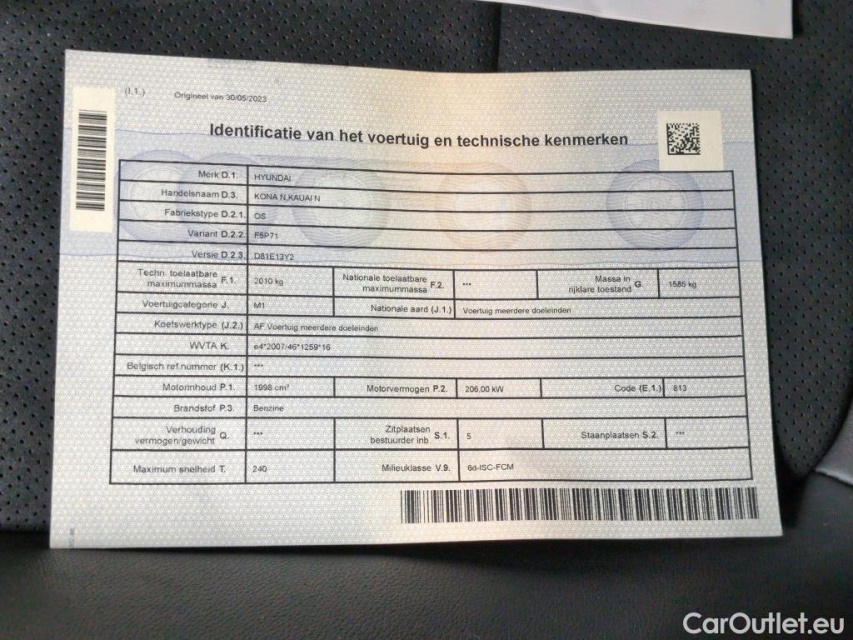 (I.1.) Origineel van 30/05/2023
Identificatie van het voertuig en technische kenmerken
Merk D.1. HYUNDAI
Handelsnaam D.3. KONA N,KAUAI N
Fabriekstype D.2.1. OS
Variant D.2.2. F5P71
Versie D.2.3. D81E13Y2
Techn. toelaatbare maximummassa F.1. 2010 kg Nationale toelaatbare maximummassa F.2. *** Massa in rijklare toestand G. 1585 kg
Voertuigcategorie J. M1 Nationale aard (J.1.) Voertuig meerdere doeleinden
Koetswerktype (J.2.) AF Voertuig meerdere doeleinden
WVTA K. e4*2007/46*1259*16
Belgisch ref.nummer (K.1.) ***
Motorinhoud P.1. 1998 cm³ Motorvermogen P.2. 206,00 kW Code (E.1.) 813
Brandstof P.3. Benzine
Verhouding vermogen/gewicht Q. *** Zitplaatsen bestuurder inb. S.1. 5 Staanplaatsen S.2. ***
Maximum snelheid T. 240 Milieuklasse V.9. 6d-ISC-FCM
CarOutlet.eu